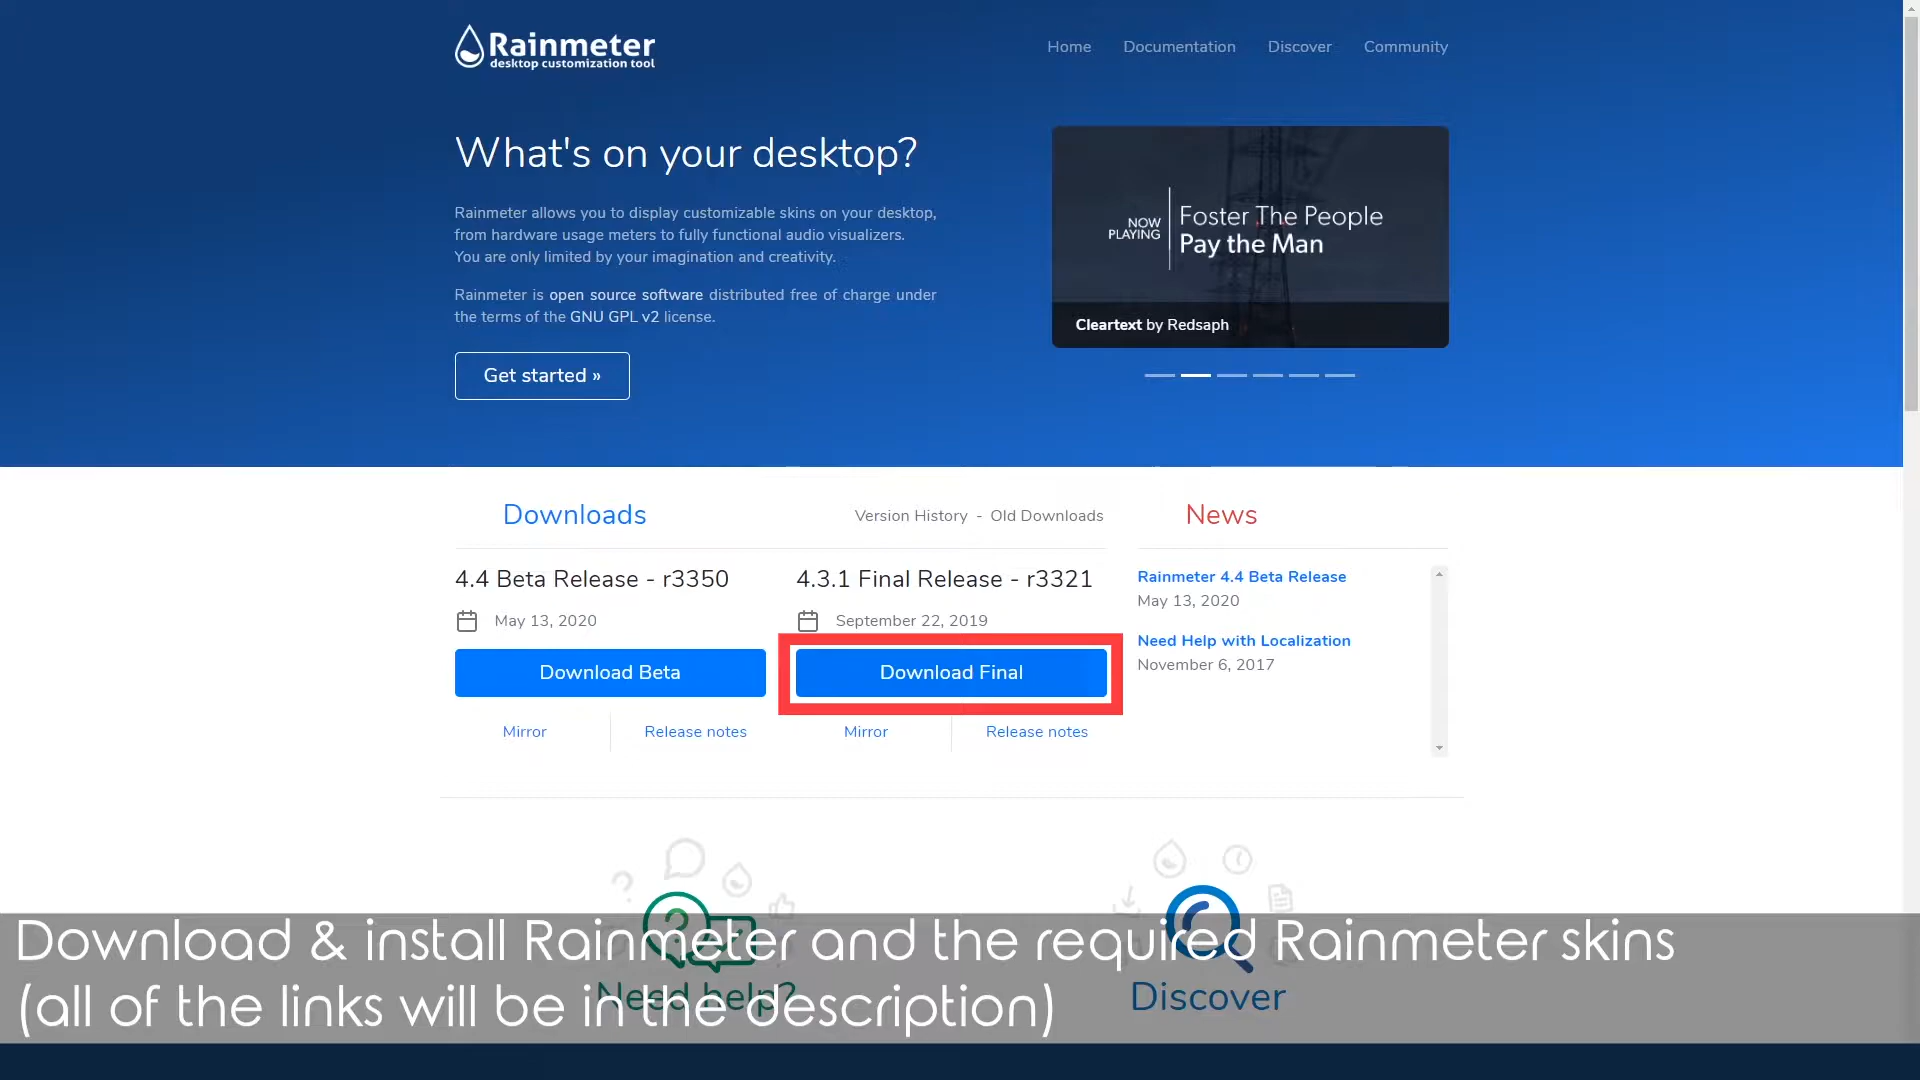 Rainmeter
desktop customization tool
Home Documentation Discover Community
What's on your desktop?
Rainmeter allows you to display customizable skins on your desktop,
from hardware usage meters to fully functional audio visualizers.
You are only limited by your imagination and creativity.
Rainmeter is open source software distributed free of charge under
the terms of the GNU GPL v2 license.
Get started »
NOW
PLAYING
Foster The People
Pay the Man
Cleartext by Redsaph
Downloads
Version History - Old Downloads
4.4 Beta Release - r3350
May 13, 2020
Download Beta
Mirror
Release notes
4.3.1 Final Release - r3321
September 22, 2019
Download Final
Mirror
Release notes
News
Rainmeter 4.4 Beta Release
May 13, 2020
Need Help with Localization
November 6, 2017
Need help?
Discover
Download & install Rainmeter and the required Rainmeter skins
(all of the links will be in the description)